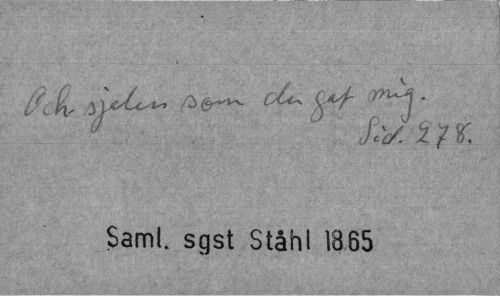 Och sjelen som du gaf mig.
Sid. 278.
Saml. sgst Ståhl 1865